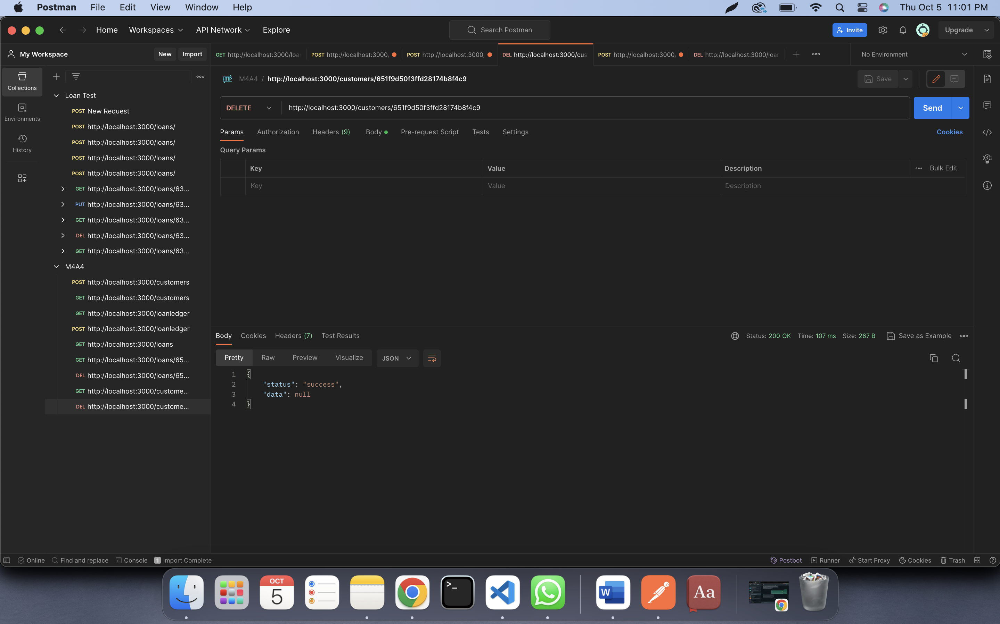 Postman File Edit View Window Help Thu Oct 5 11:01 PM
Home Workspaces API Network Explore Search Postman Invite Upgrade
My Workspace New Import
GET http://localhost:3000/loa POST http://localhost:3000, POST http://localhost:3000, DEL http://localhost:3000/cus POST http://localhost:3000, DEL http://localhost:3000/loar No Environment
Collections
Environments
History
Loan Test
POST New Request
POST http://localhost:3000/loans/
POST http://localhost:3000/loans/
POST http://localhost:3000/loans/
POST http://localhost:3000/loans/
GET http://localhost:3000/loans/63...
PUT http://localhost:3000/loans/63...
GET http://localhost:3000/loans/63...
DEL http://localhost:3000/loans/63...
GET http://localhost:3000/loans/63...
M4A4
POST http://localhost:3000/customers
GET http://localhost:3000/customers
GET http://localhost:3000/loanledger
POST http://localhost:3000/loanledger
GET http://localhost:3000/loans
GET http://localhost:3000/loans/65...
DEL http://localhost:3000/loans/65...
GET http://localhost:3000/custome...
DEL http://localhost:3000/custome...
HTTP M4A4 / http://localhost:3000/customers/651f9d50f3ffd28174b8f4c9 Save
DELETE http://localhost:3000/customers/651f9d50f3ffd28174b8f4c9 Send
Params Authorization Headers (9) Body Pre-request Script Tests Settings Cookies
Query Params
Key Value Description Bulk Edit
Key Value Description
Body Cookies Headers (7) Test Results Status: 200 OK Time: 107 ms Size: 267 B Save as Example
Pretty Raw Preview Visualize JSON
1 {
2 "status": "success",
3 "data": null
4 }
Online Find and replace Console 1 Import Complete Postbot Runner Start Proxy Cookies Trash
OCT
5
>_
W
Aa